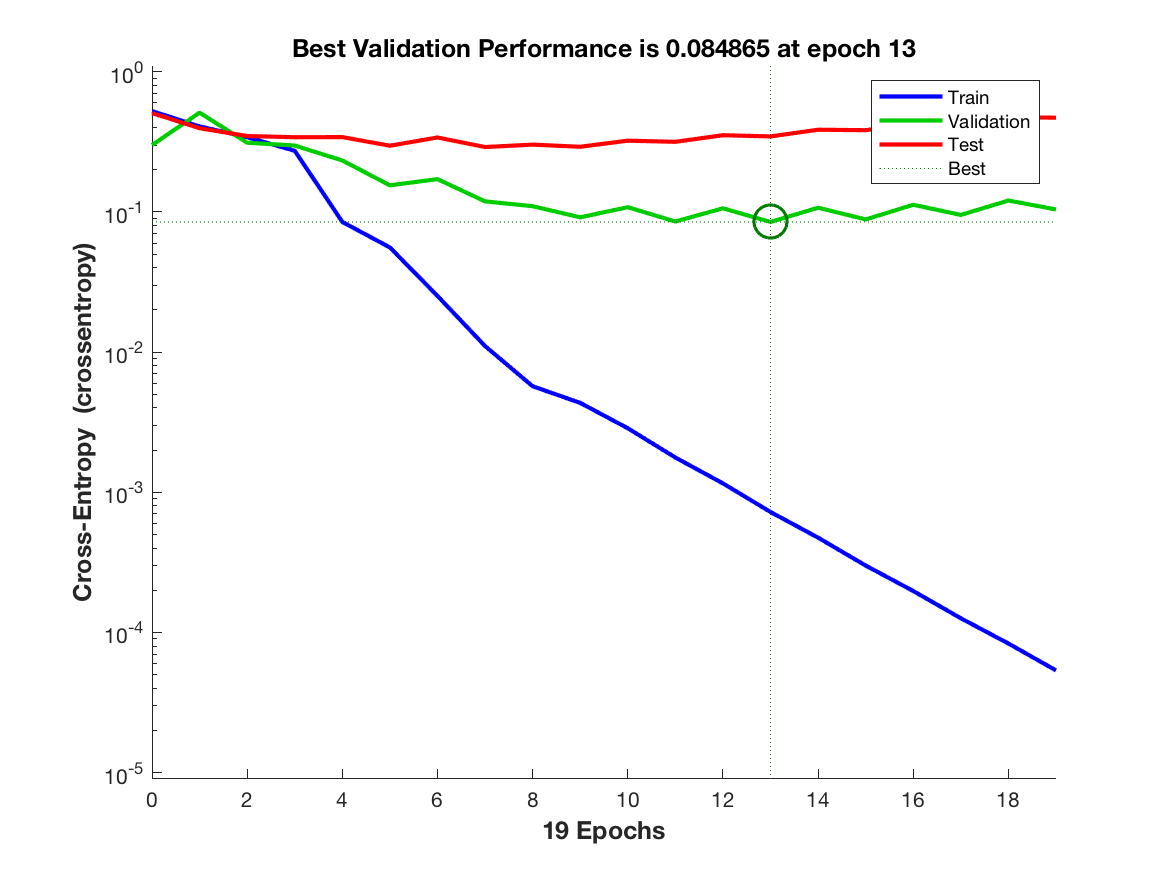 Best Validation Performance is 0.084865 at epoch 13
Cross-Entropy (crossentropy)
10^0
10^-1
10^-2
10^-3
10^-4
10^-5
Train
Validation
Test
Best
0 2 4 6 8 10 12 14 16 18
19 Epochs